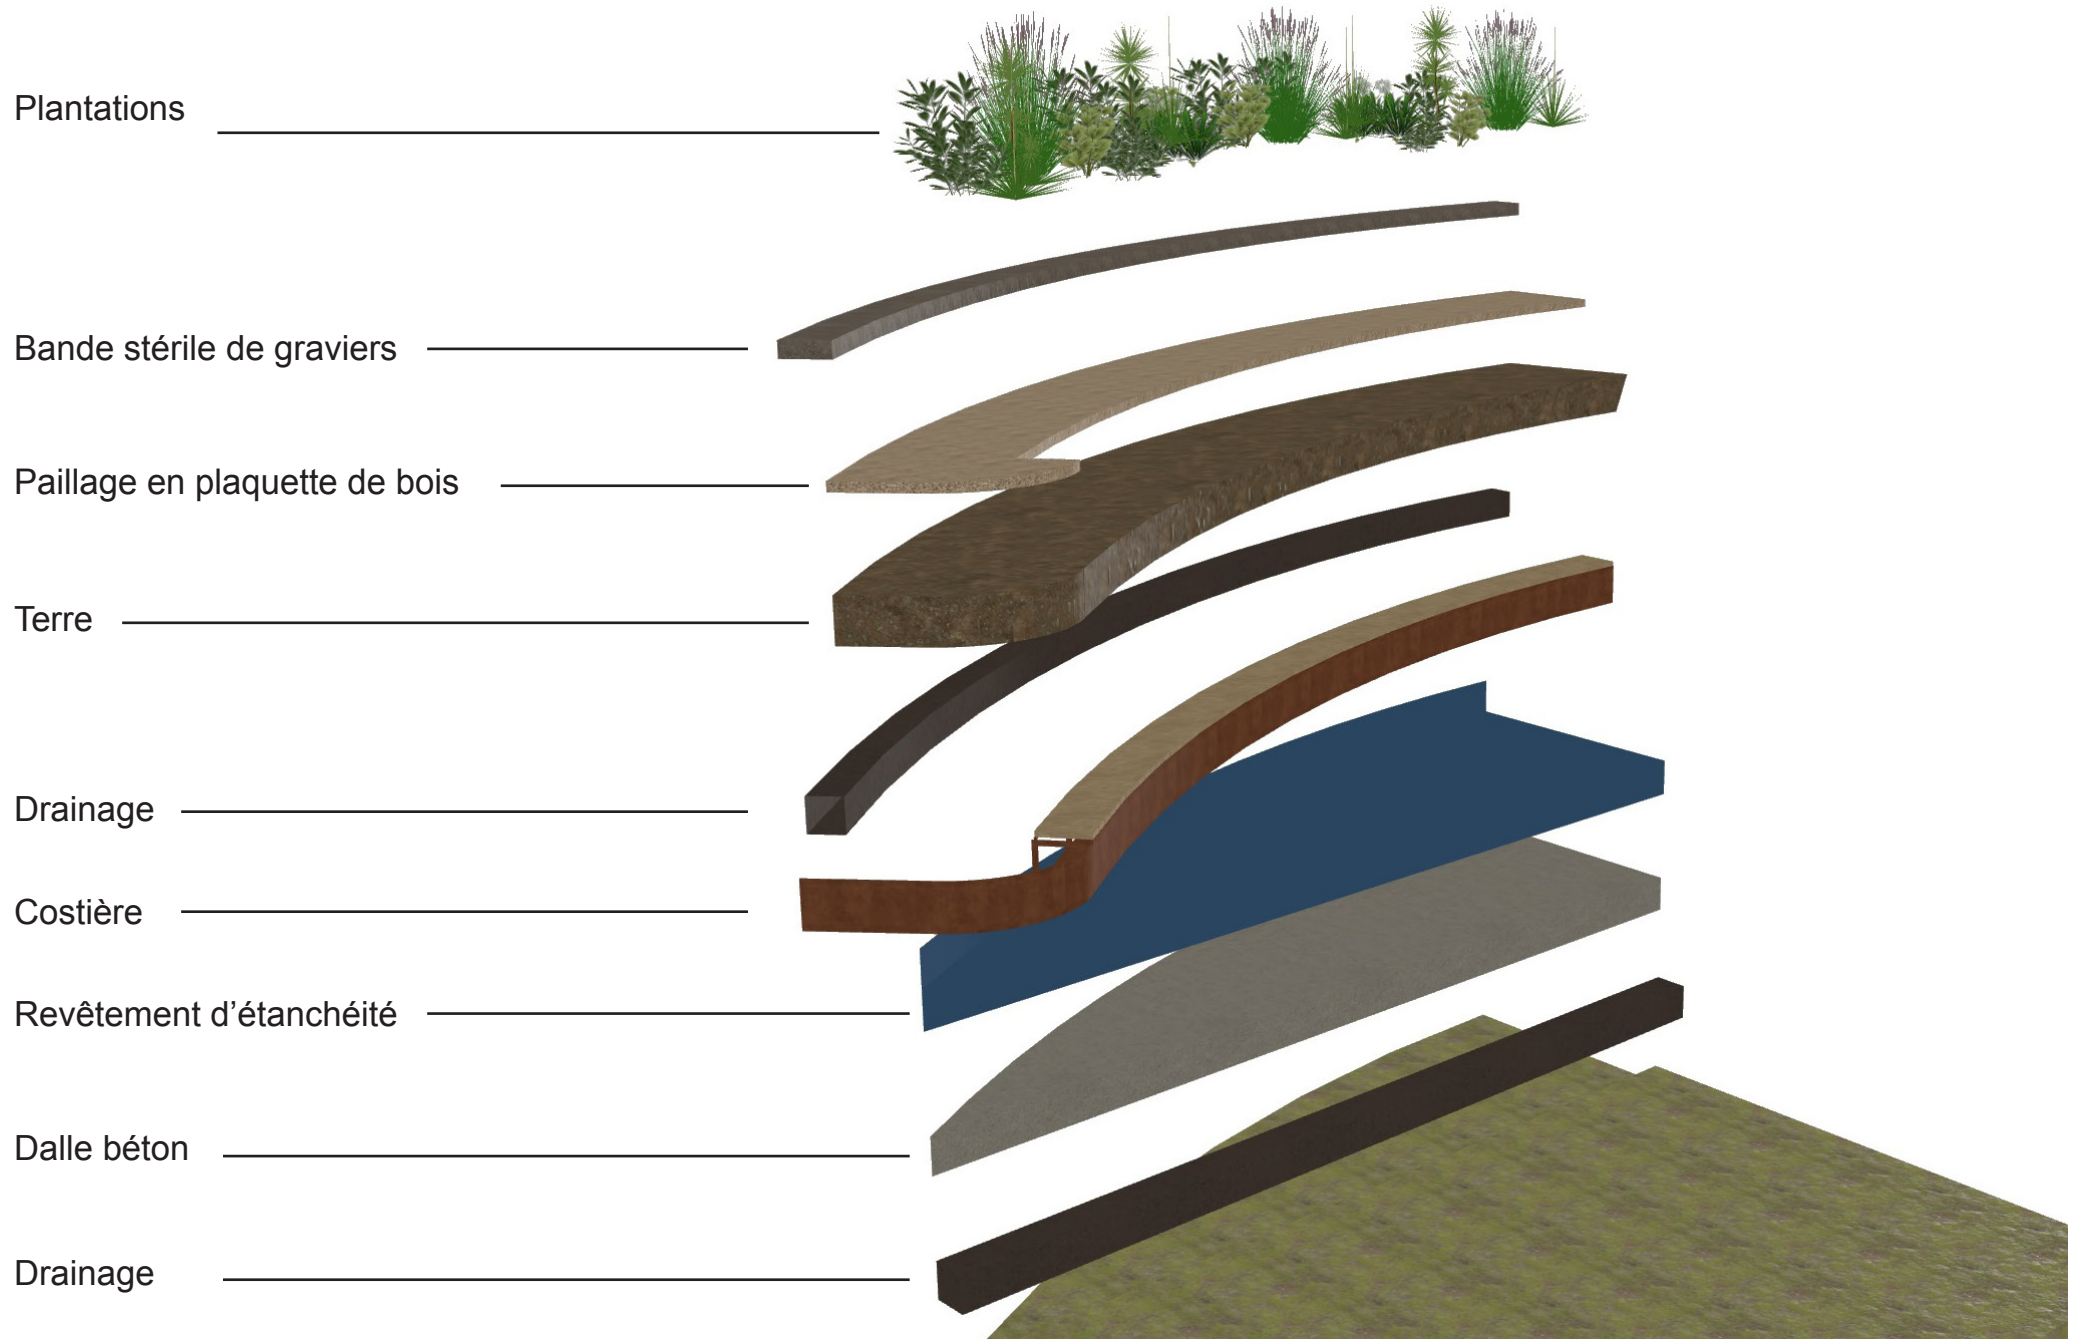 Plantations
Bande stérile de graviers
Paillage en plaquette de bois
Terre
Drainage
Costière
Revêtement d’étanchéité
Dalle béton
Drainage